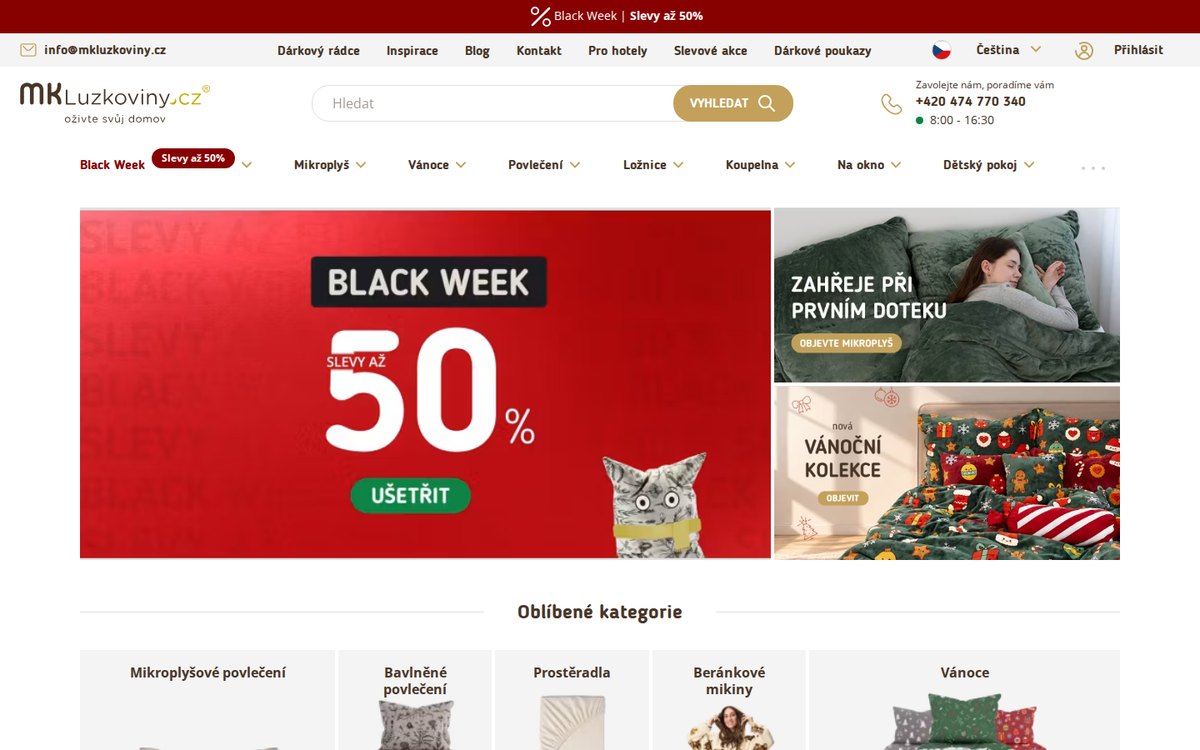 Black Week | Slevy až 50%
info@mkluzkoviny.cz
Dárkový rádce
Inspirace
Blog
Kontakt
Pro hotely
Slevové akce
Dárkové poukazy
Čeština
Přihlásit
MKLuzkoviny.cz®
oživte svůj domov
Hledat
VYHLEDAT
Zavolejte nám, poradíme vám
+420 474 770 340
8:00 - 16:30
Black Week
Slevy až 50%
Mikroplyš
Vánoce
Povlečení
Ložnice
Koupelna
Na okno
Dětský pokoj
BLACK WEEK
SLEVY AŽ
50%
UŠETŘIT
ZAHŘEJE PŘI
PRVNÍM DOTEKU
OBJEVTE MIKROPLYŠ
nová
VÁNOČNÍ
KOLEKCE
OBJEVIT
Oblíbené kategorie
Mikroplyšové povlečení
Bavlněné
povlečení
Prostěradla
Beránkové
mikiny
Vánoce